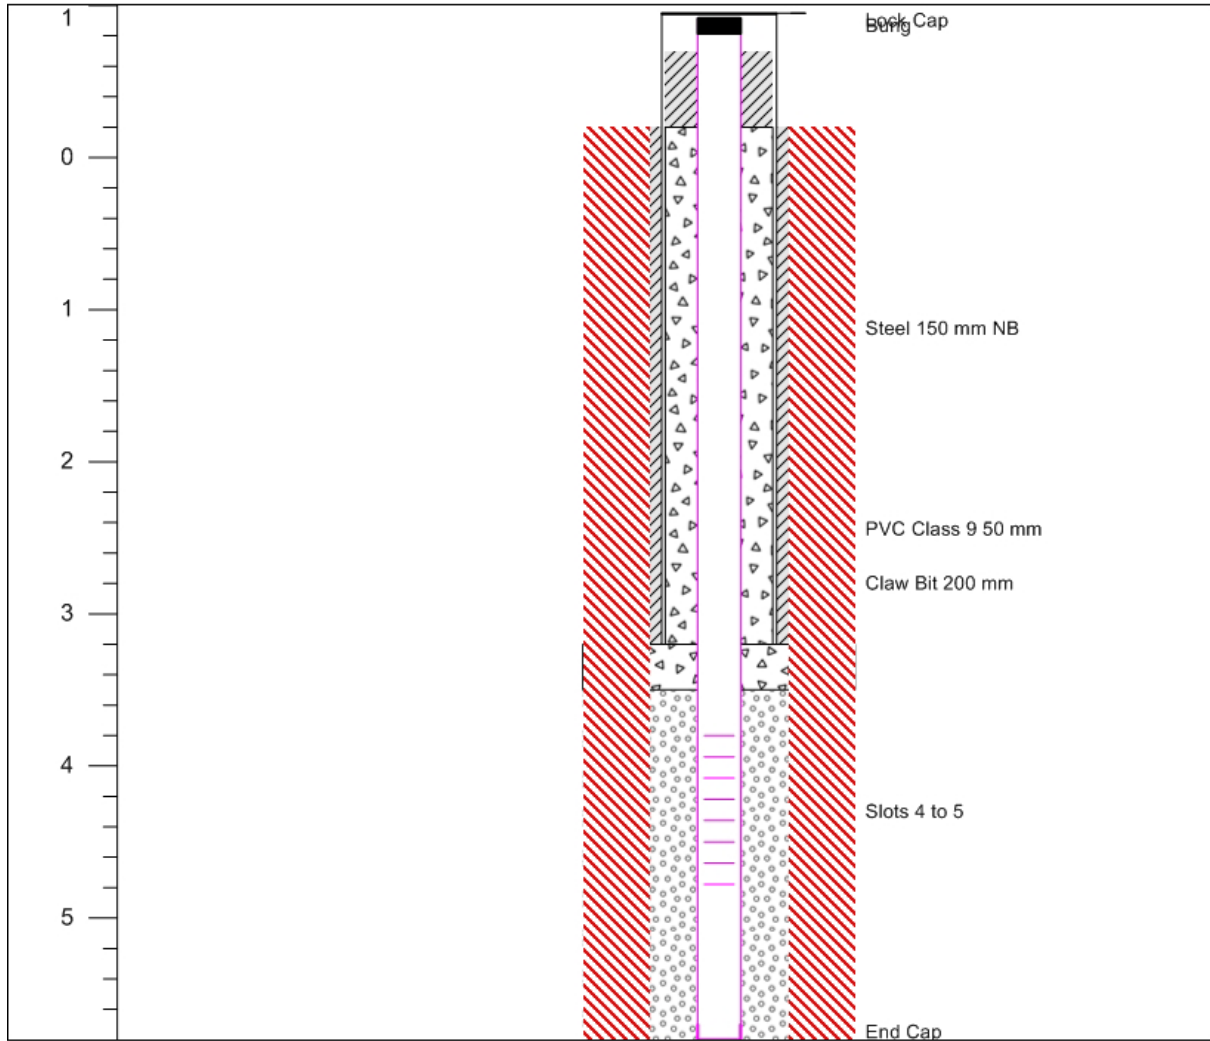 1
Lock Cap
Bung
0
1
Steel 150 mm NB
2
PVC Class 9 50 mm
Claw Bit 200 mm
3
4
Slots 4 to 5
5
End Cap